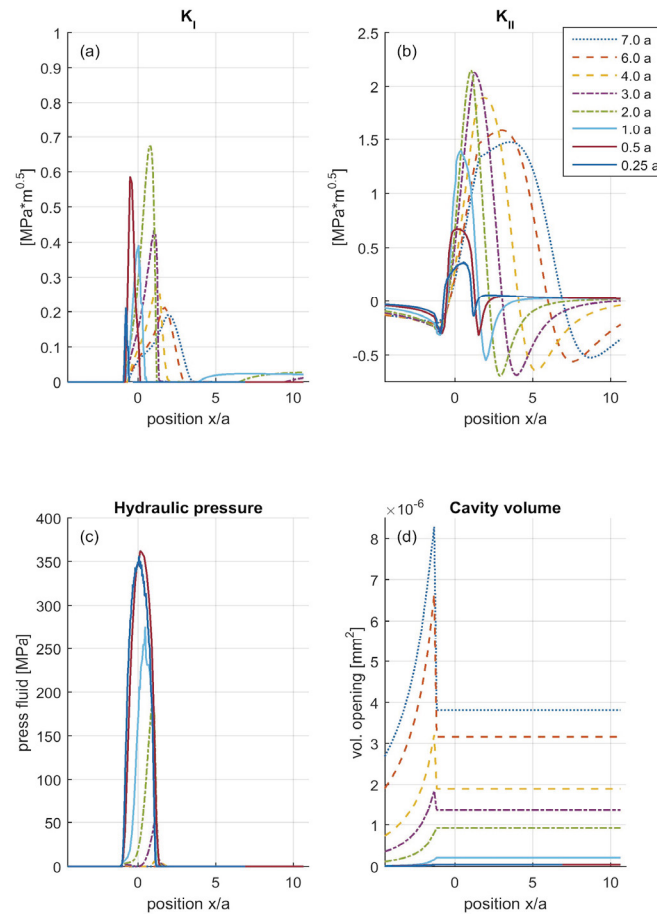 K_I
(a)
1
0.9
0.8
0.7
0.6
0.5
0.4
0.3
0.2
0.1
0
[MPa*m^0.5]
0 5 10
position x/a
K_II
(b)
2.5
2
1.5
1
0.5
0
-0.5
[MPa*m^0.5]
0 5 10
position x/a
7.0 a
6.0 a
4.0 a
3.0 a
2.0 a
1.0 a
0.5 a
0.25 a
Hydraulic pressure
(c)
400
350
300
250
200
150
100
50
0
press fluid [MPa]
0 5 10
position x/a
Cavity volume
×10^-6
(d)
8
7
6
5
4
3
2
1
0
vol. opening [mm²]
0 5 10
position x/a